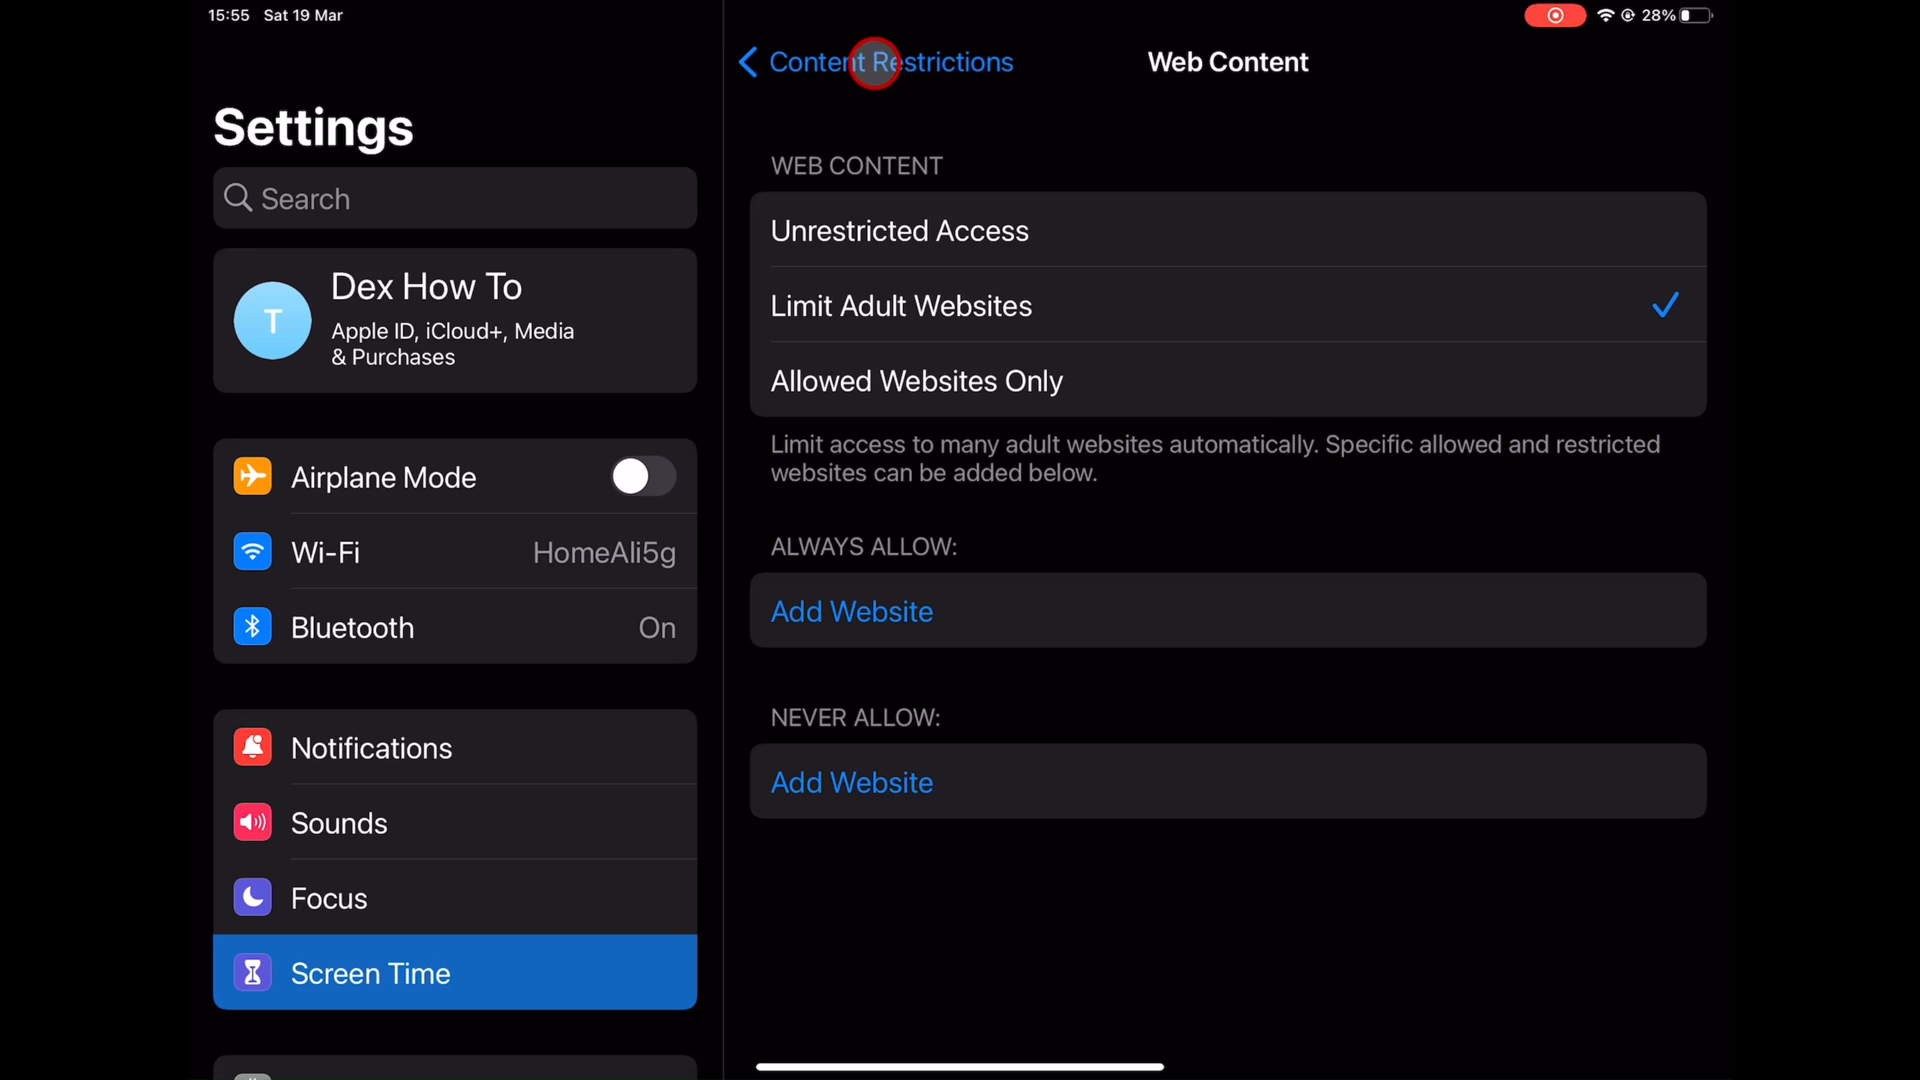 15:55 Sat 19 Mar
28%
Settings
Search
Dex How To
T
Apple ID, iCloud+, Media
& Purchases
Airplane Mode
Wi-Fi HomeAli5g
Bluetooth On
Notifications
Sounds
Focus
Screen Time
Content Restrictions
Web Content
WEB CONTENT
Unrestricted Access
Limit Adult Websites
Allowed Websites Only
Limit access to many adult websites automatically. Specific allowed and restricted
websites can be added below.
ALWAYS ALLOW:
Add Website
NEVER ALLOW:
Add Website